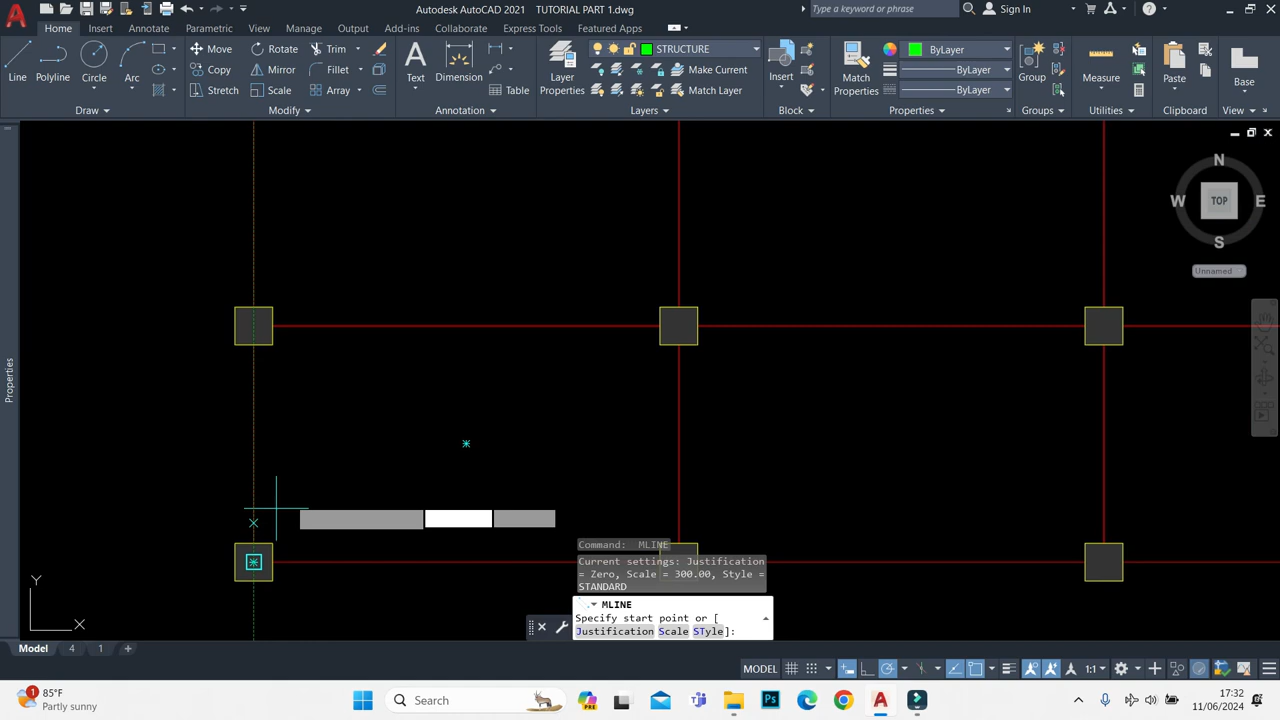 Autodesk AutoCAD 2021 TUTORIAL PART 1.dwg
Type a keyword or phrase
Sign In
Home Insert Annotate Parametric View Manage Output Add-ins Collaborate Express Tools Featured Apps
Line Polyline Circle Arc
Move Rotate Trim
Copy Mirror Fillet
Stretch Scale Array
Text Dimension Table
Layer Properties
STRUCTURE
Make Current
Match Layer
Insert
Match Properties
ByLayer
ByLayer
ByLayer
Group
Measure
Paste
Base
Draw Modify Annotation Layers Block Properties Groups Utilities Clipboard View
Properties
N
W TOP E
S
Unnamed
Y
X
Command: MLINE
Current settings: Justification
= Zero, Scale = 300.00, Style =
STANDARD
MLINE
Specify start point or [
Justification Scale STyle]:
Model 4 1
MODEL 1:1
1
85°F
Partly sunny
Search
PRE
Ps
A
17:32
11/06/2024